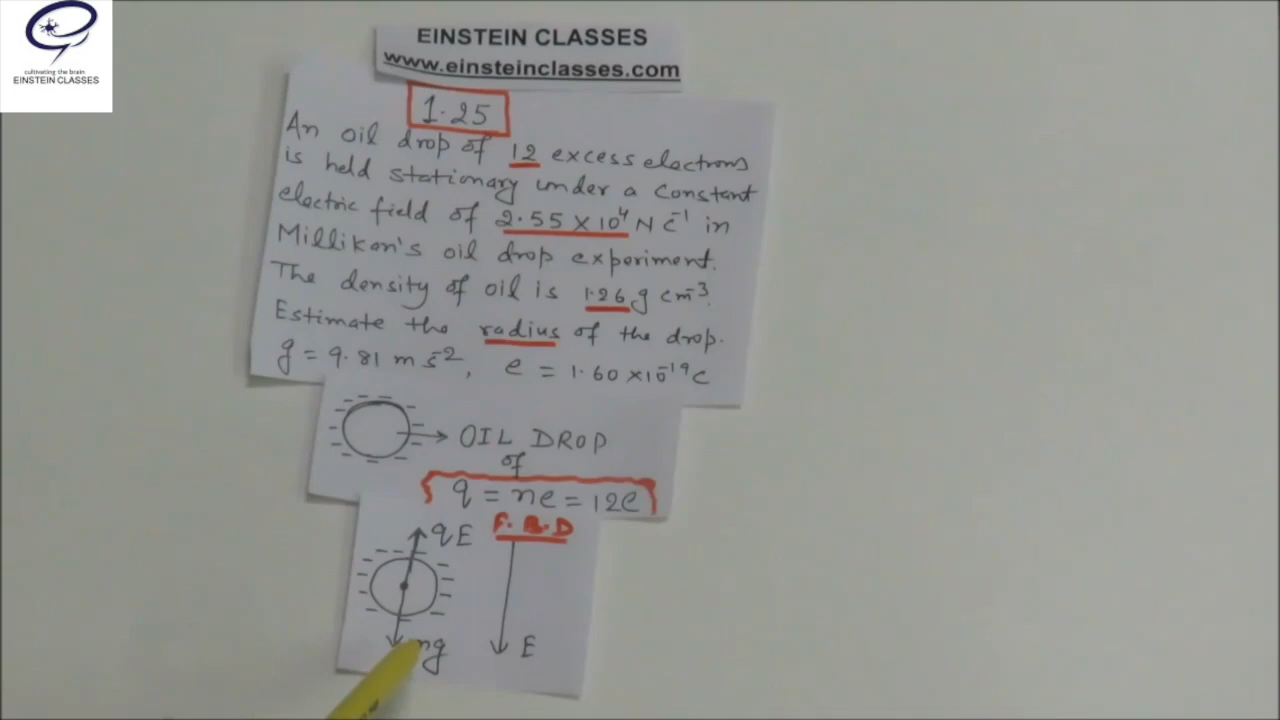 cultivating the brain
EINSTEIN CLASSES
EINSTEIN CLASSES
www.einsteinclasses.com
1.25
An oil drop of 12 excess electrons
is held stationary under a constant
electric field of 2.55 × 10⁴ N C⁻¹ in
Millikan's oil drop experiment.
The density of oil is 1.26 g cm⁻³.
Estimate the radius of the drop.
g = 9.81 m s⁻², e = 1.60 × 10⁻¹⁹ C
OIL DROP
of
q = ne = 12e
qE F.B.D
mg E